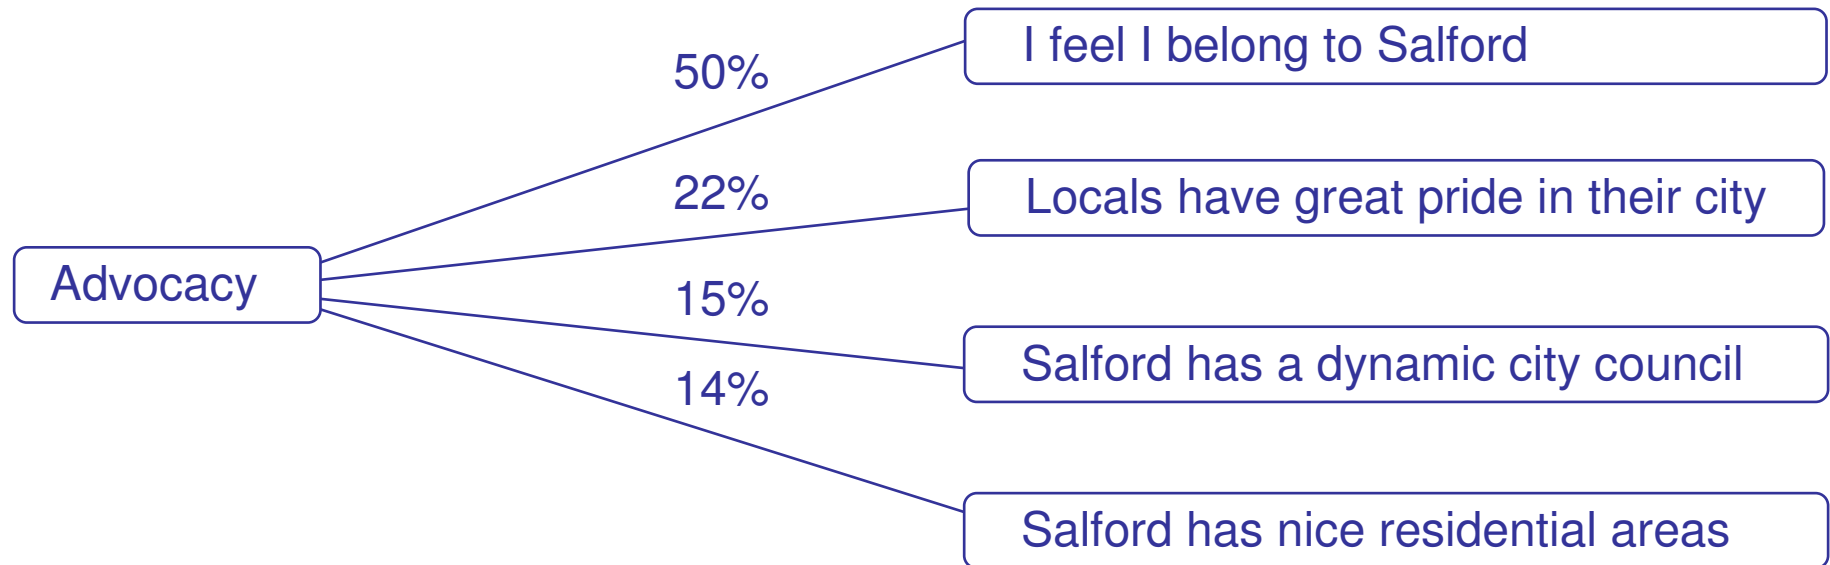 I feel I belong to Salford
50%
22%
Locals have great pride in their city
Advocacy
15%
Salford has a dynamic city council
14%
Salford has nice residential areas